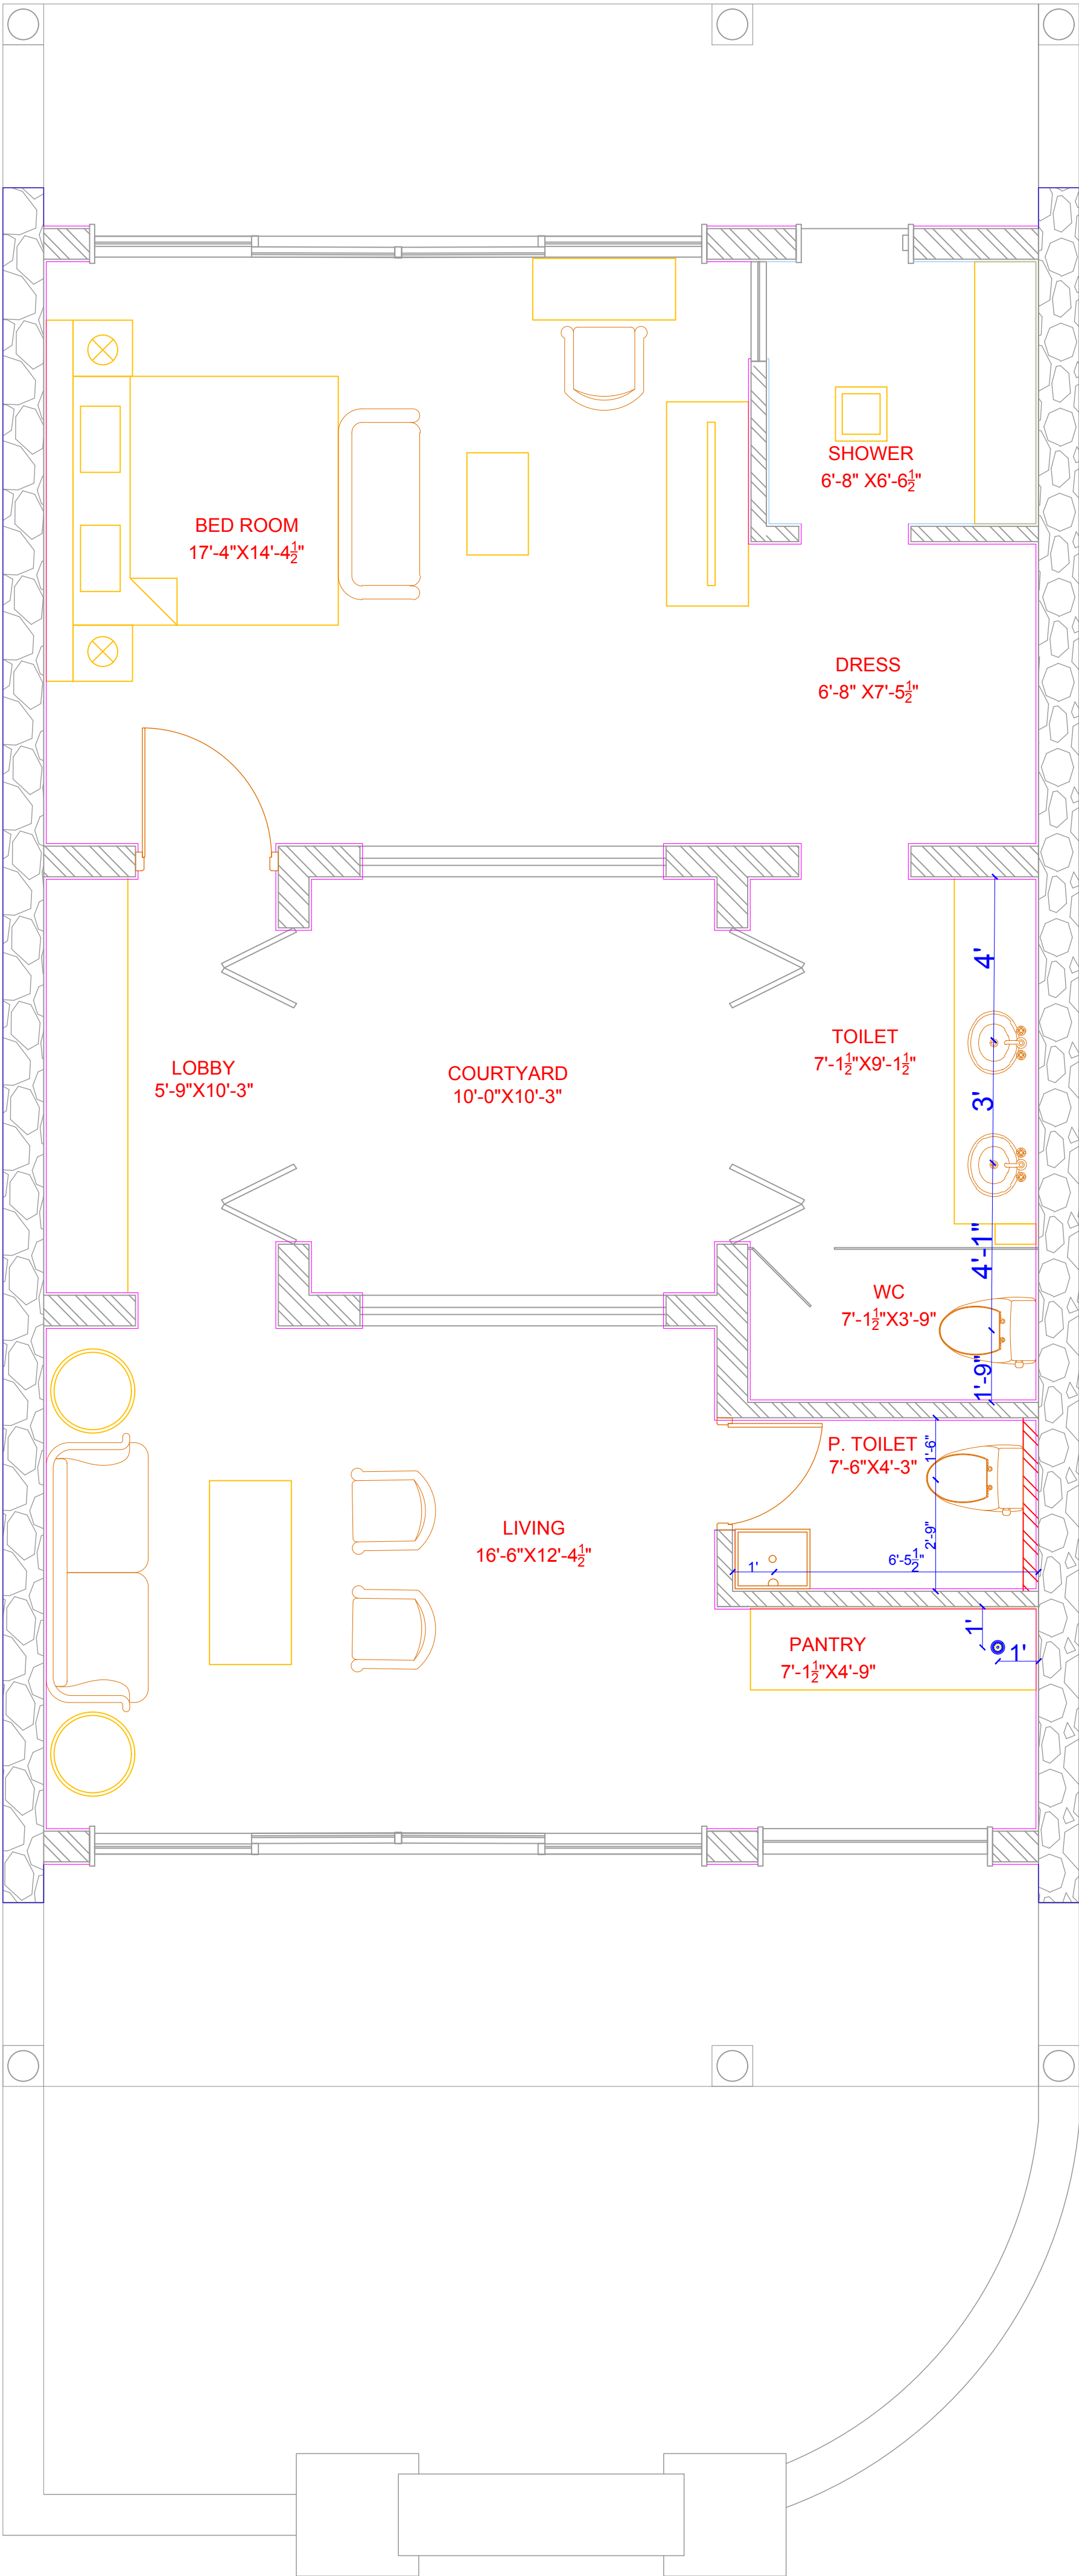 SHOWER
6'-8" X6'-6½"
BED ROOM
17'-4"X14'-4½"
DRESS
6'-8" X7'-5½"
4'
TOILET
7'-1½"X9'-1½"
LOBBY
5'-9"X10'-3"
COURTYARD
10'-0"X10'-3"
3'
4'-1"
WC
7'-1½"X3'-9"
1'-9"
P. TOILET
7'-6"X4'-3"
1'-6"
LIVING
16'-6"X12'-4½"
2'-9"
1'
6'-5½"
PANTRY
7'-1½"X4'-9"
1'
1'